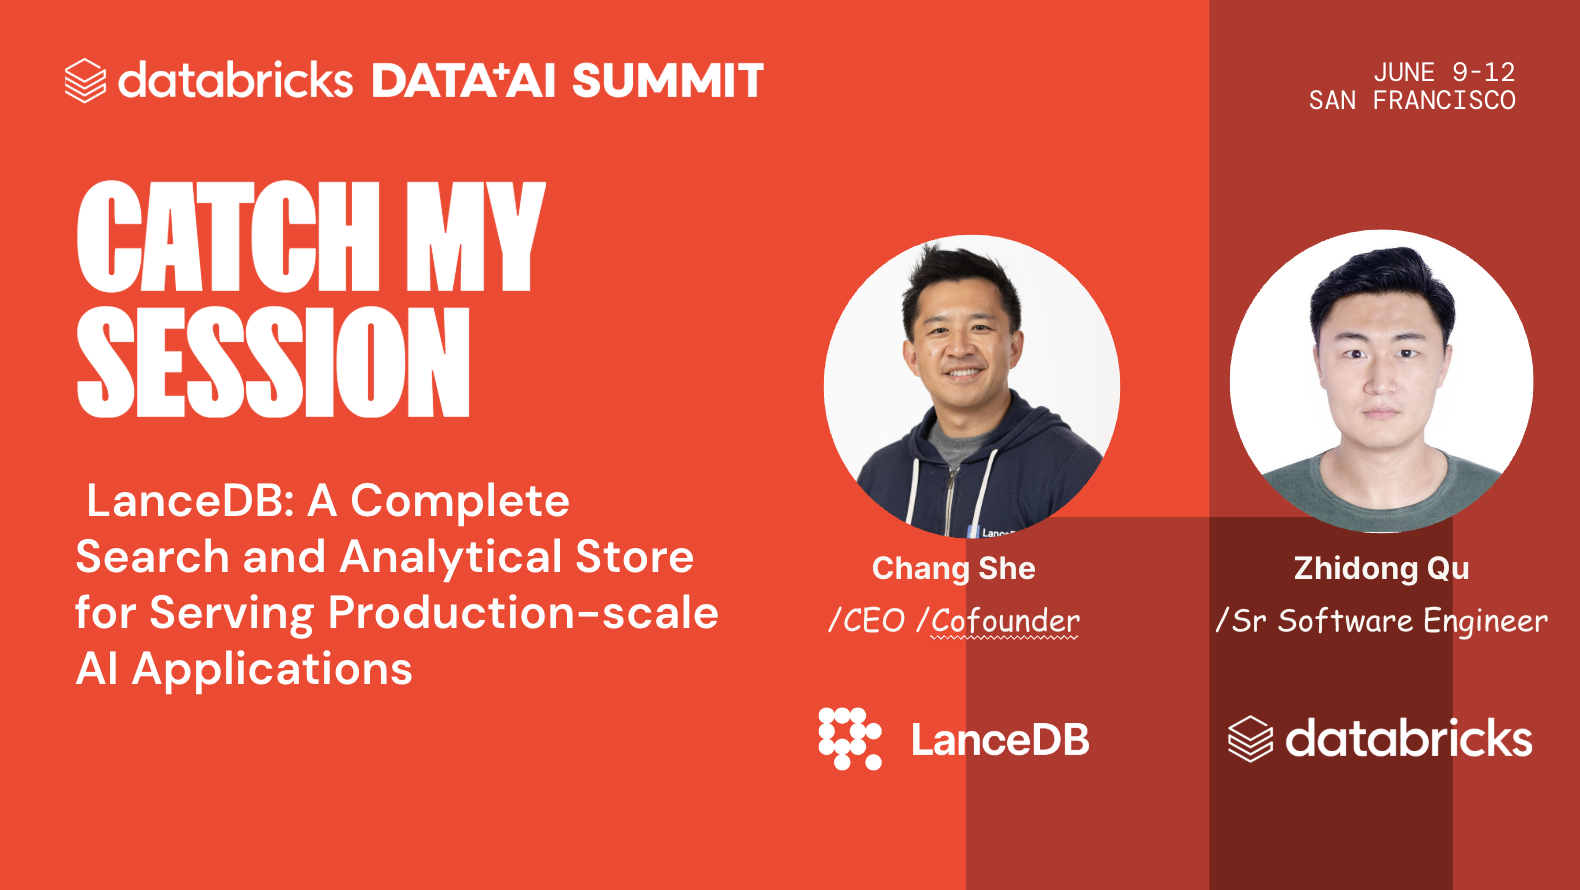 databricks DATA+AI SUMMIT
JUNE 9-12
SAN FRANCISCO
CATCH MY
SESSION
LanceDB: A Complete
Search and Analytical Store
for Serving Production-scale
AI Applications
Chang She
/CEO /Cofounder
LanceDB
Zhidong Qu
/Sr Software Engineer
databricks